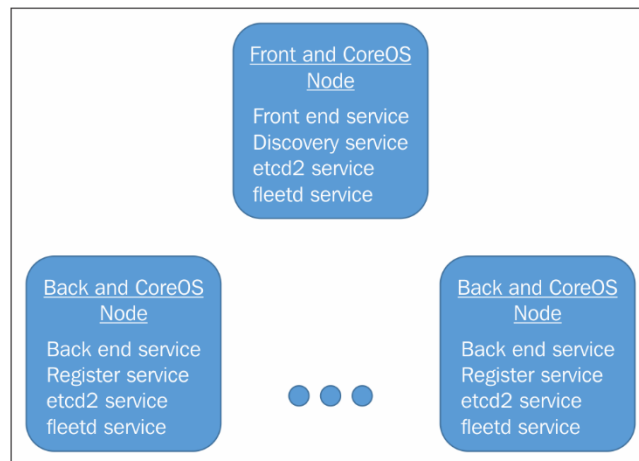 Front and CoreOS
Node
Front end service
Discovery service
etcd2 service
fleetd service
Back and CoreOS
Node
Back end service
Register service
etcd2 service
fleetd service
Back and CoreOS
Node
Back end service
Register service
etcd2 service
fleetd service